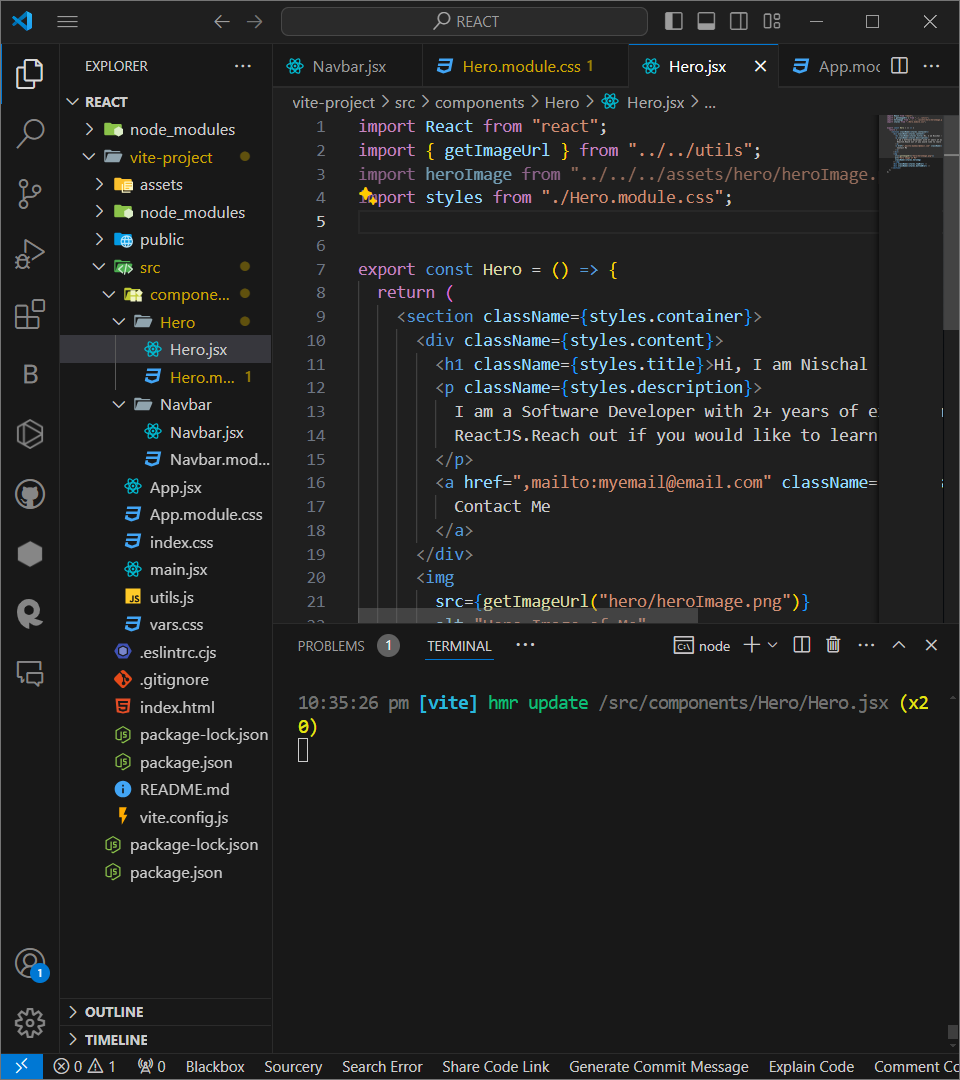 REACT
EXPLORER
REACT
node_modules
vite-project
assets
node_modules
public
src
compone...
Hero
Hero.jsx
Hero.m... 1
Navbar
Navbar.jsx
Navbar.mod...
App.jsx
App.module.css
index.css
main.jsx
utils.js
vars.css
.eslintrc.cjs
.gitignore
index.html
package-lock.json
package.json
README.md
vite.config.js
package-lock.json
package.json
OUTLINE
TIMELINE
Navbar.jsx Hero.module.css 1 Hero.jsx App.moc
vite-project > src > components > Hero > Hero.jsx > ...
1 import React from "react";
2 import { getImageUrl } from "../../utils";
3 import heroImage from "../../../assets/hero/heroImage.
4 import styles from "./Hero.module.css";
5
6
7 export const Hero = () => {
8 return (
9 <section className={styles.container}>
10 <div className={styles.content}>
11 <h1 className={styles.title}>Hi, I am Nischal
12 <p className={styles.description}>
13 I am a Software Developer with 2+ years of e
14 ReactJS.Reach out if you would like to learn
15 </p>
16 <a href=",mailto:myemail@email.com" className=
17 Contact Me
18 </a>
19 </div>
20 <img
21 src={getImageUrl("hero/heroImage.png")}
22 alt="Hero Image of Me"
PROBLEMS 1 TERMINAL ... node
10:35:26 pm [vite] hmr update /src/components/Hero/Hero.jsx (x2
0)
1
0 1 0 Blackbox Sourcery Search Error Share Code Link Generate Commit Message Explain Code Comment Co